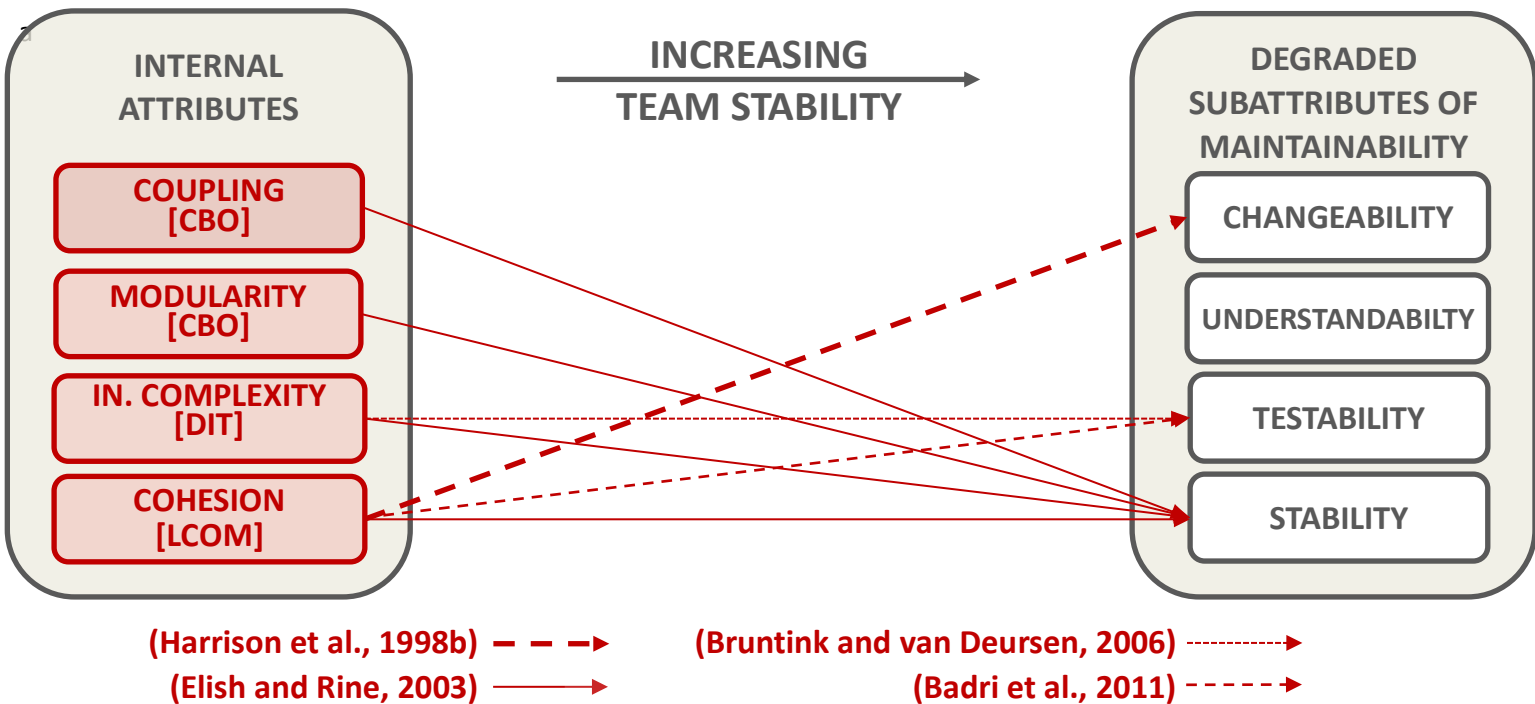 INTERNAL
ATTRIBUTES
COUPLING
[CBO]
MODULARITY
[CBO]
IN. COMPLEXITY
[DIT]
COHESION
[LCOM]
INCREASING
TEAM STABILITY
DEGRADED
SUBATTRIBUTES OF
MAINTAINABILITY
CHANGEABILITY
UNDERSTANDABILTY
TESTABILITY
STABILITY
(Harrison et al., 1998b)
(Elish and Rine, 2003)
(Bruntink and van Deursen, 2006)
(Badri et al., 2011)